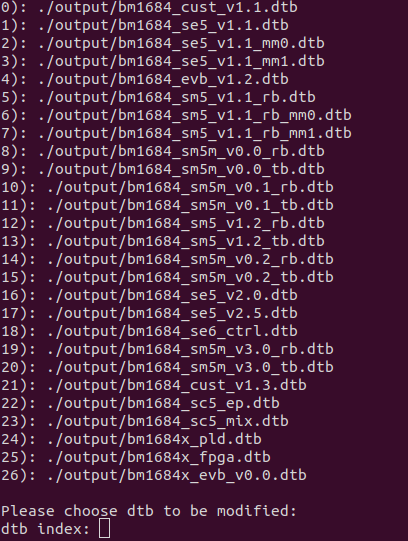 0): ./output/bm1684_cust_v1.1.dtb
1): ./output/bm1684_se5_v1.1.dtb
2): ./output/bm1684_se5_v1.1_mm0.dtb
3): ./output/bm1684_se5_v1.1_mm1.dtb
4): ./output/bm1684_evb_v1.2.dtb
5): ./output/bm1684_sm5_v1.1_rb.dtb
6): ./output/bm1684_sm5_v1.1_rb_mm0.dtb
7): ./output/bm1684_sm5_v1.1_rb_mm1.dtb
8): ./output/bm1684_sm5m_v0.0_rb.dtb
9): ./output/bm1684_sm5m_v0.0_tb.dtb
10): ./output/bm1684_sm5m_v0.1_rb.dtb
11): ./output/bm1684_sm5m_v0.1_tb.dtb
12): ./output/bm1684_sm5_v1.2_rb.dtb
13): ./output/bm1684_sm5_v1.2_tb.dtb
14): ./output/bm1684_sm5m_v0.2_rb.dtb
15): ./output/bm1684_sm5m_v0.2_tb.dtb
16): ./output/bm1684_se5_v2.0.dtb
17): ./output/bm1684_se5_v2.5.dtb
18): ./output/bm1684_se6_ctrl.dtb
19): ./output/bm1684_sm5m_v3.0_rb.dtb
20): ./output/bm1684_sm5m_v3.0_tb.dtb
21): ./output/bm1684_cust_v1.3.dtb
22): ./output/bm1684_sc5_ep.dtb
23): ./output/bm1684_sc5_mix.dtb
24): ./output/bm1684x_pld.dtb
25): ./output/bm1684x_fpga.dtb
26): ./output/bm1684x_evb_v0.0.dtb
Please choose dtb to be modified:
dtb index: